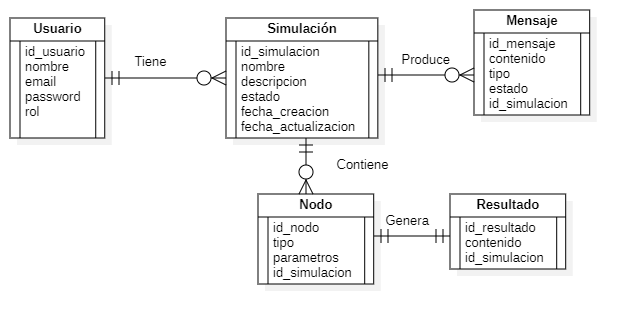 Usuario
id_usuario
nombre
email
password
rol
Tiene
Simulación
id_simulacion
nombre
descripcion
estado
fecha_creacion
fecha_actualizacion
Produce
Mensaje
id_mensaje
contenido
tipo
estado
id_simulacion
Contiene
Nodo
id_nodo
tipo
parametros
id_simulacion
Genera
Resultado
id_resultado
contenido
id_simulacion